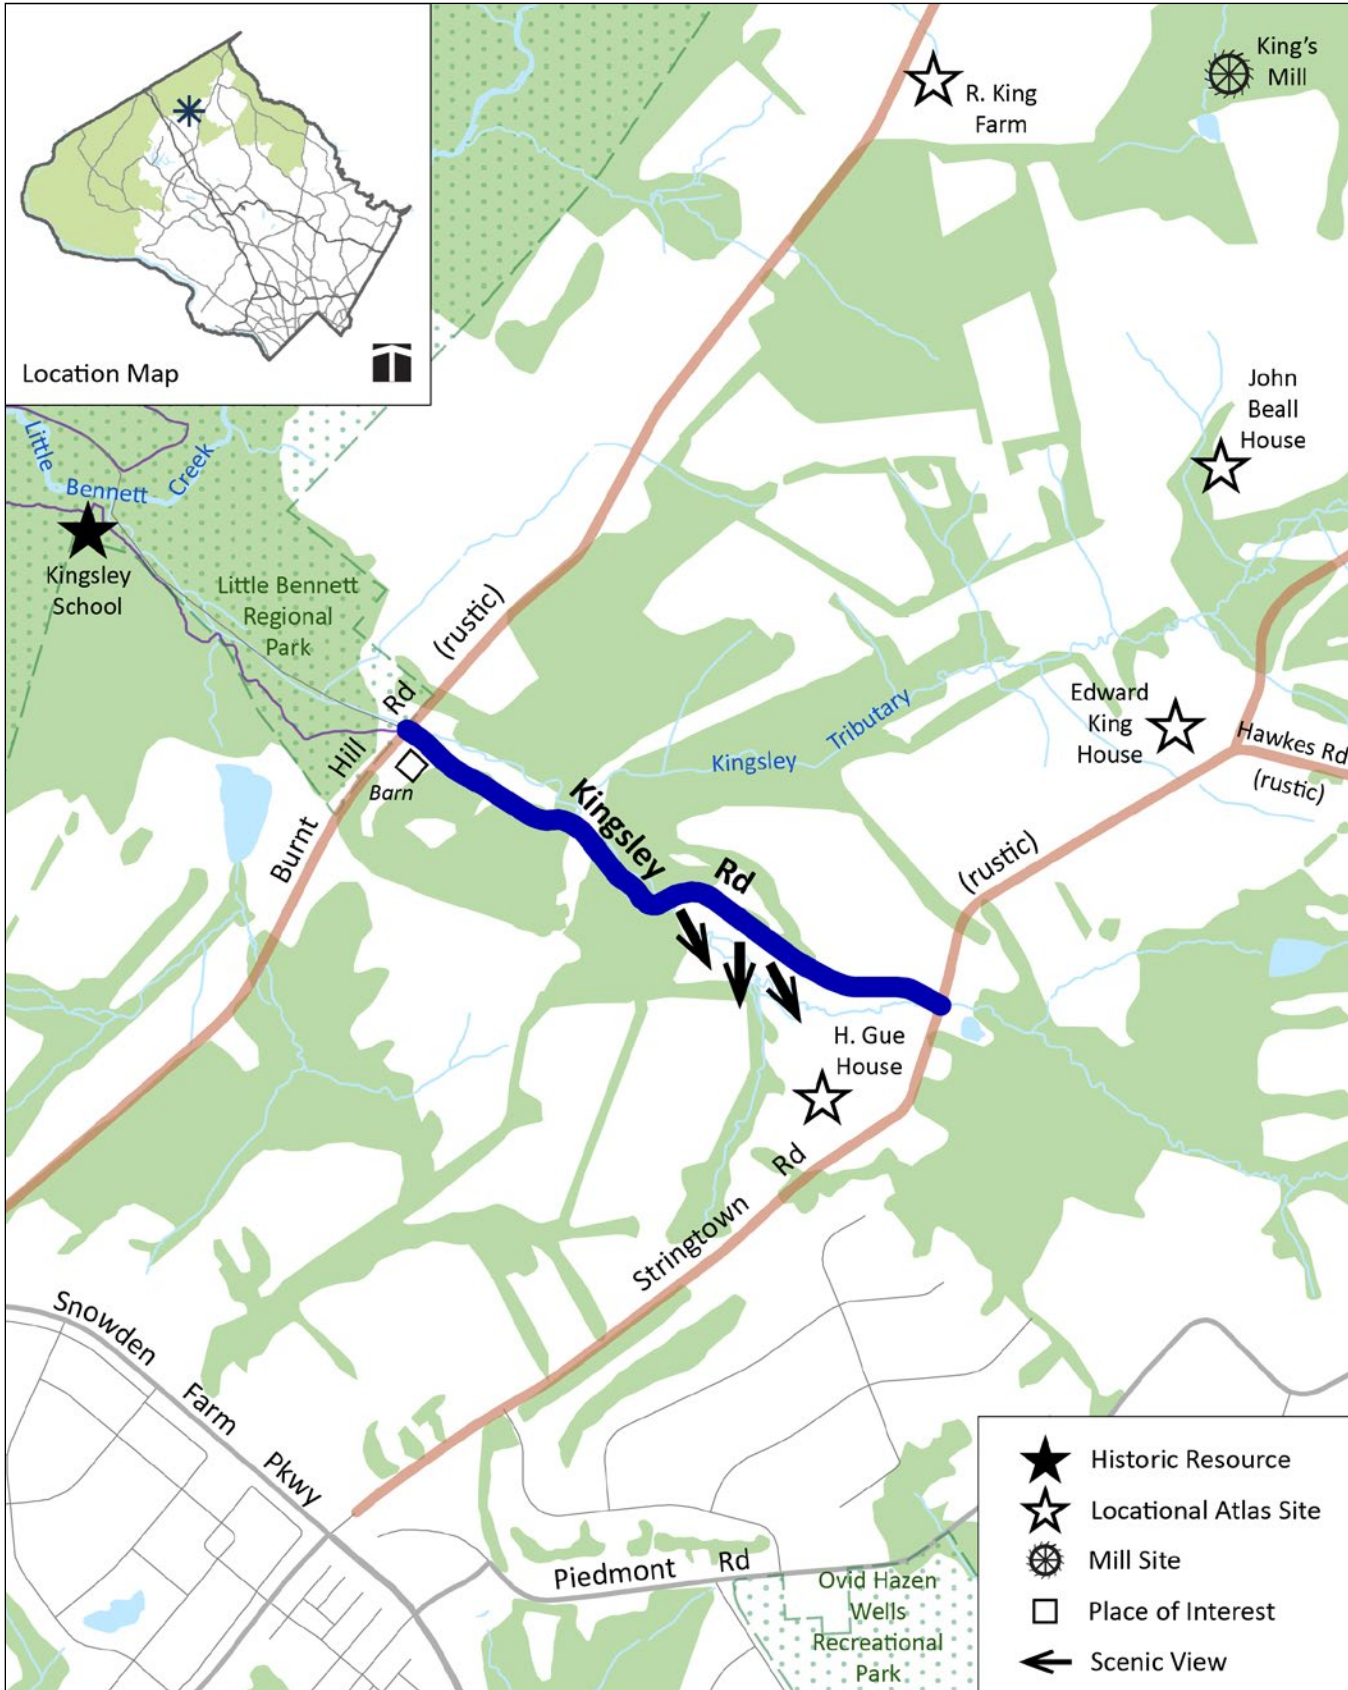 Location Map
King's
Mill
R. King
Farm
John
Beall
House
Little
Bennett
Creek
Kingsley
School
Little Bennett
Regional
Park
(rustic)
Burnt Hill Rd
Barn
Kingsley Rd
Kingsley Tributary
Edward
King
House
Hawkes Rd
(rustic)
(rustic)
H. Gue
House
Stringtown Rd
Snowden Farm Pkwy
Piedmont Rd
Ovid Hazen
Wells
Recreational
Park
Historic Resource
Locational Atlas Site
Mill Site
Place of Interest
Scenic View